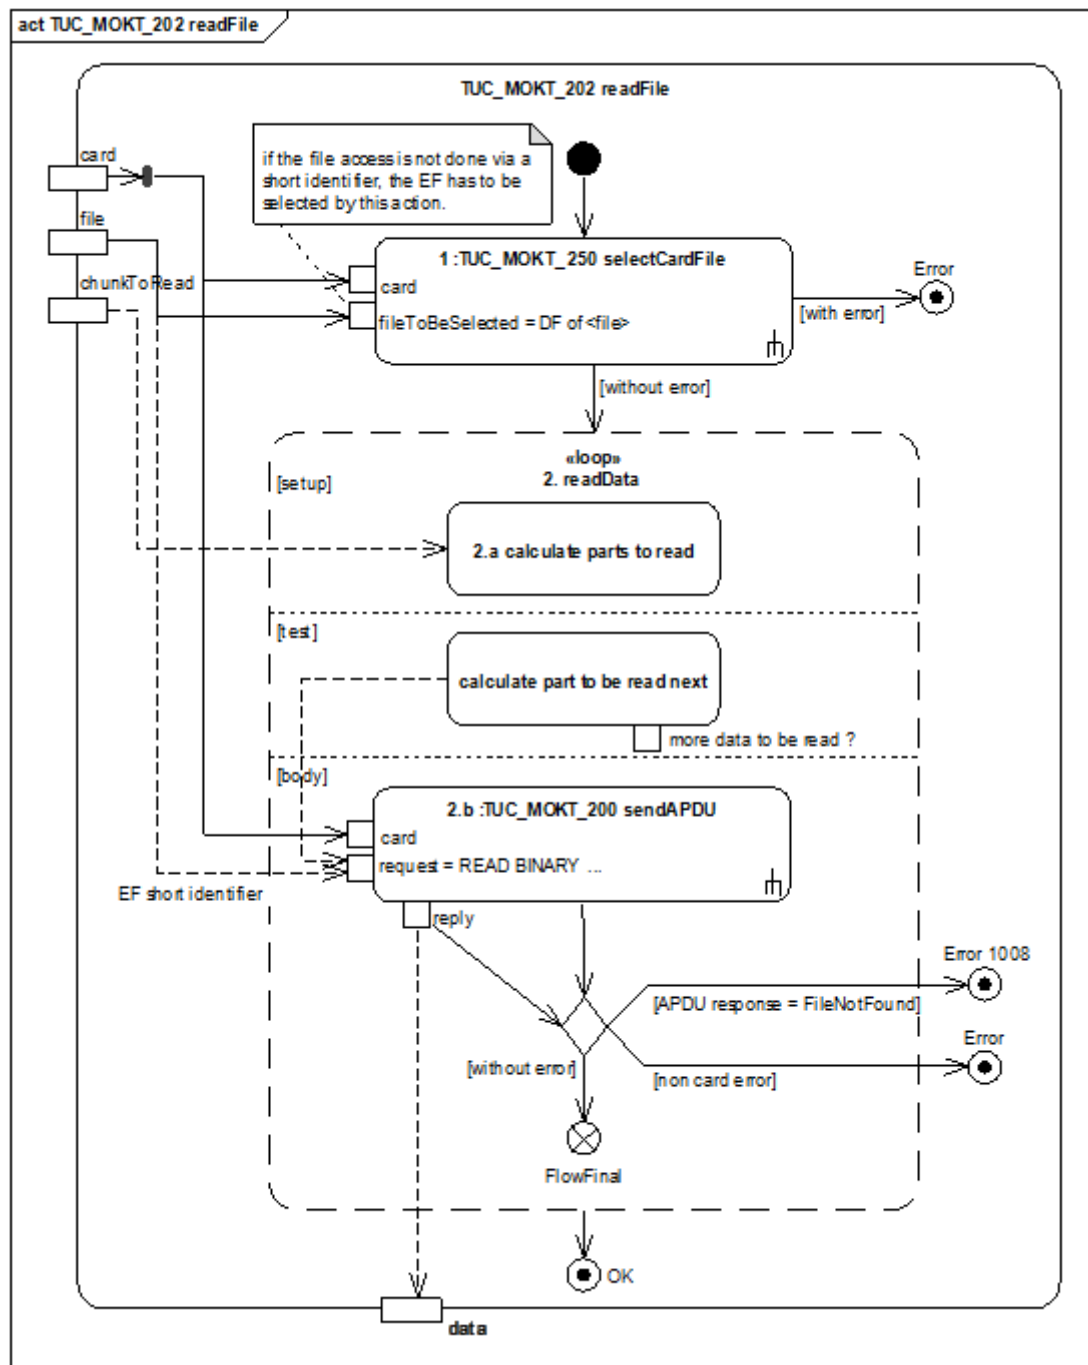 act TUC_MOKT_202 readFile
TUC_MOKT_202 readFile
card
if the file access is not done via a
short identifier, the EF has to be
selected by this action.
file
1 :TUC_MOKT_250 selectCardFile
Error
chunkToRead
card
[with error]
fileToBeSelected = DF of <file>
[without error]
«loop»
2. readData
[setup]
2.a calculate parts to read
[test]
calculate part to be read next
more data to be read ?
[body]
2.b :TUC_MOKT_200 sendAPDU
card
request = READ BINARY ...
EF short identifier
reply
Error 1008
[APDU response = FileNotFound]
Error
[without error]
[non card error]
FlowFinal
OK
data